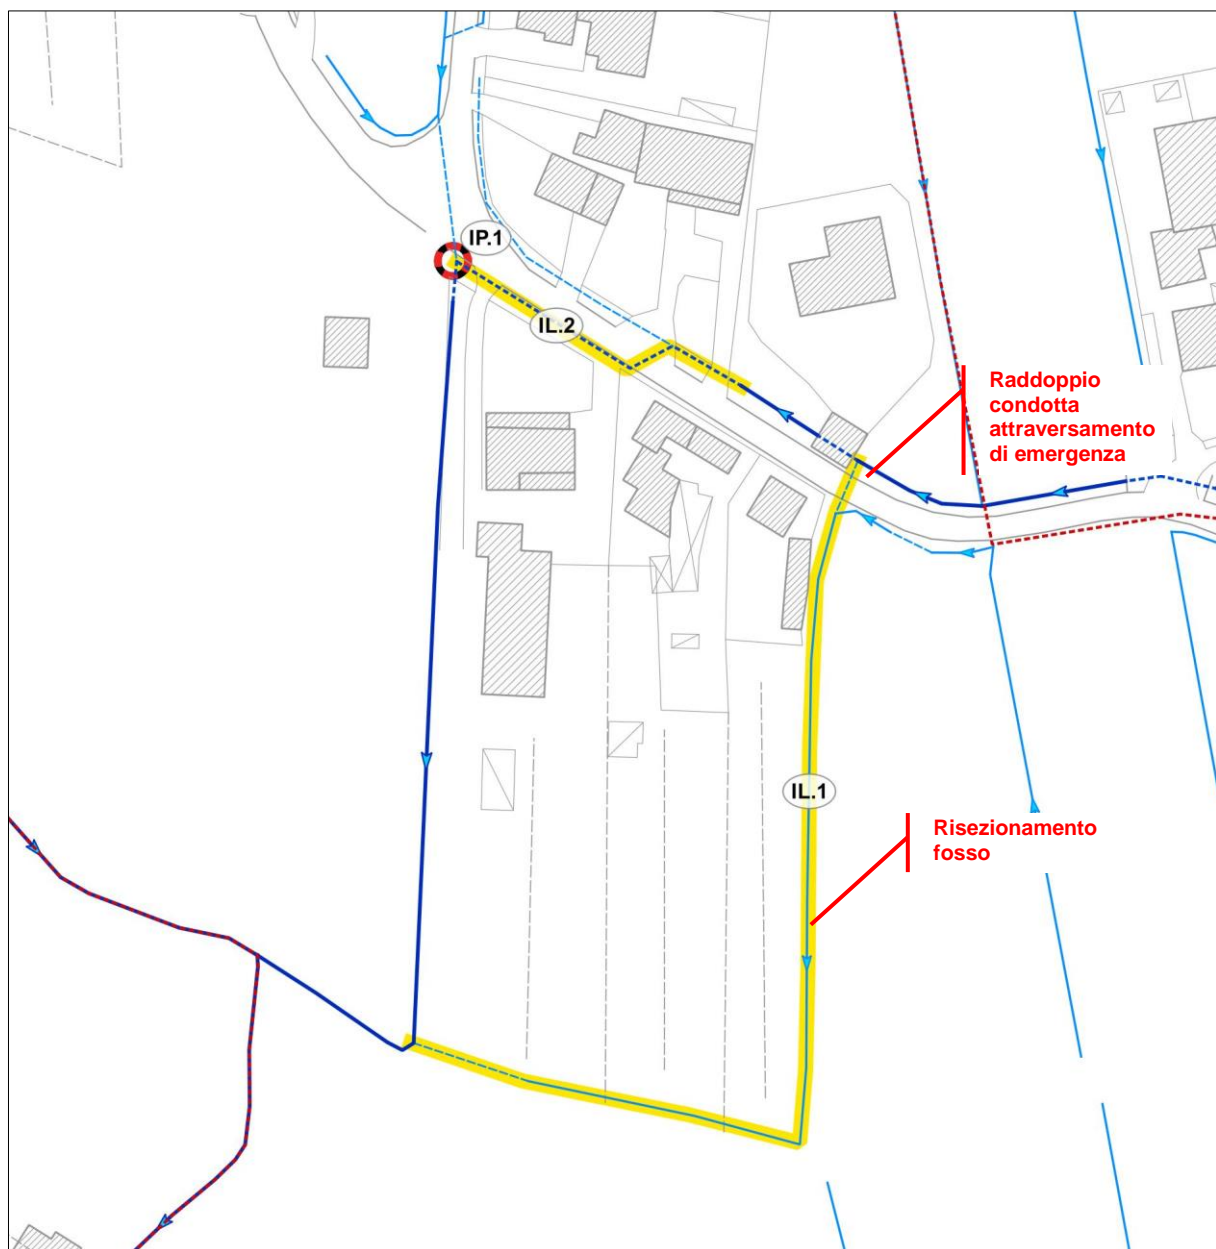 IP.1
IL.2
Raddoppio
condotta
attraversamento
di emergenza
IL.1
Risezionamento
fosso